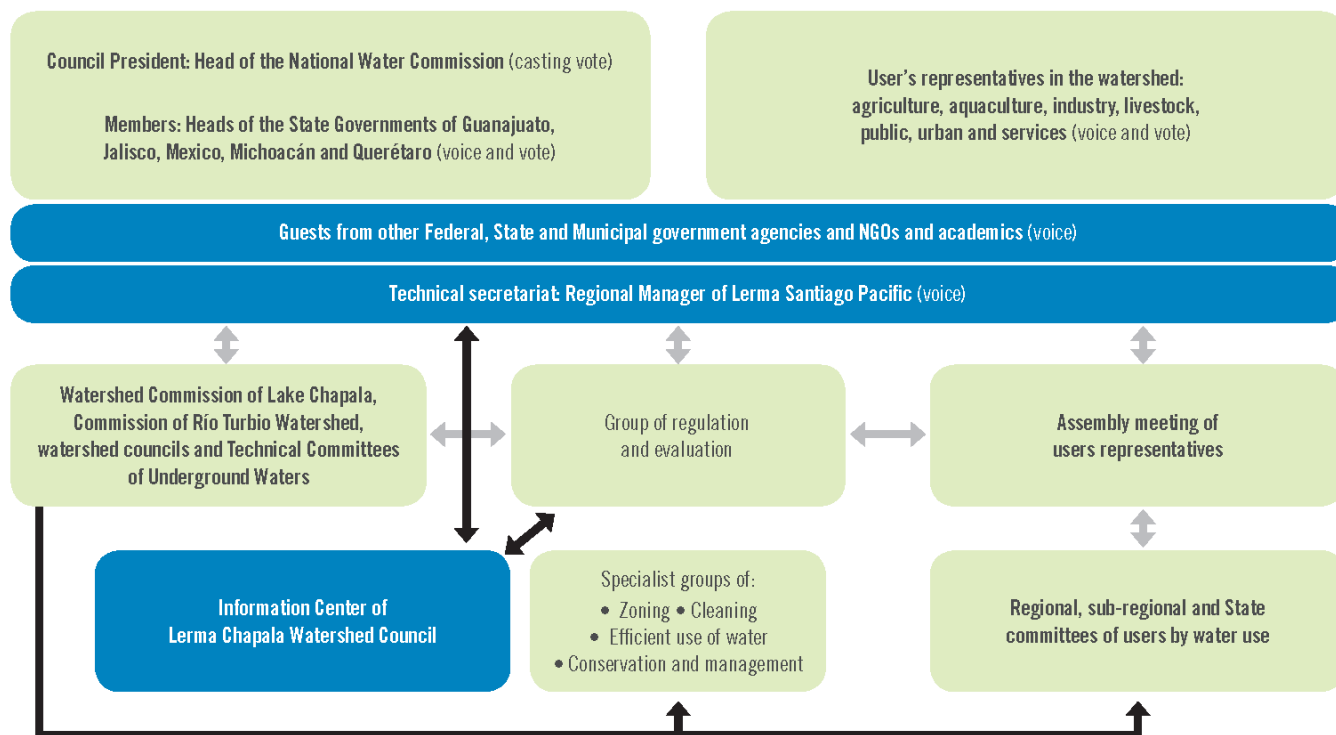 Council President: Head of the National Water Commission (casting vote)
Members: Heads of the State Governments of Guanajuato,
Jalisco, Mexico, Michoacán and Querétaro (voice and vote)
User's representatives in the watershed:
agriculture, aquaculture, industry, livestock,
public, urban and services (voice and vote)
Guests from other Federal, State and Municipal government agencies and NGOs and academics (voice)
Technical secretariat: Regional Manager of Lerma Santiago Pacific (voice)
Watershed Commission of Lake Chapala,
Commission of Río Turbio Watershed,
watershed councils and Technical Committees
of Underground Waters
Group of regulation
and evaluation
Assembly meeting of
users representatives
Information Center of
Lerma Chapala Watershed Council
Specialist groups of:
• Zoning • Cleaning
• Efficient use of water
• Conservation and management
Regional, sub-regional and State
committees of users by water use